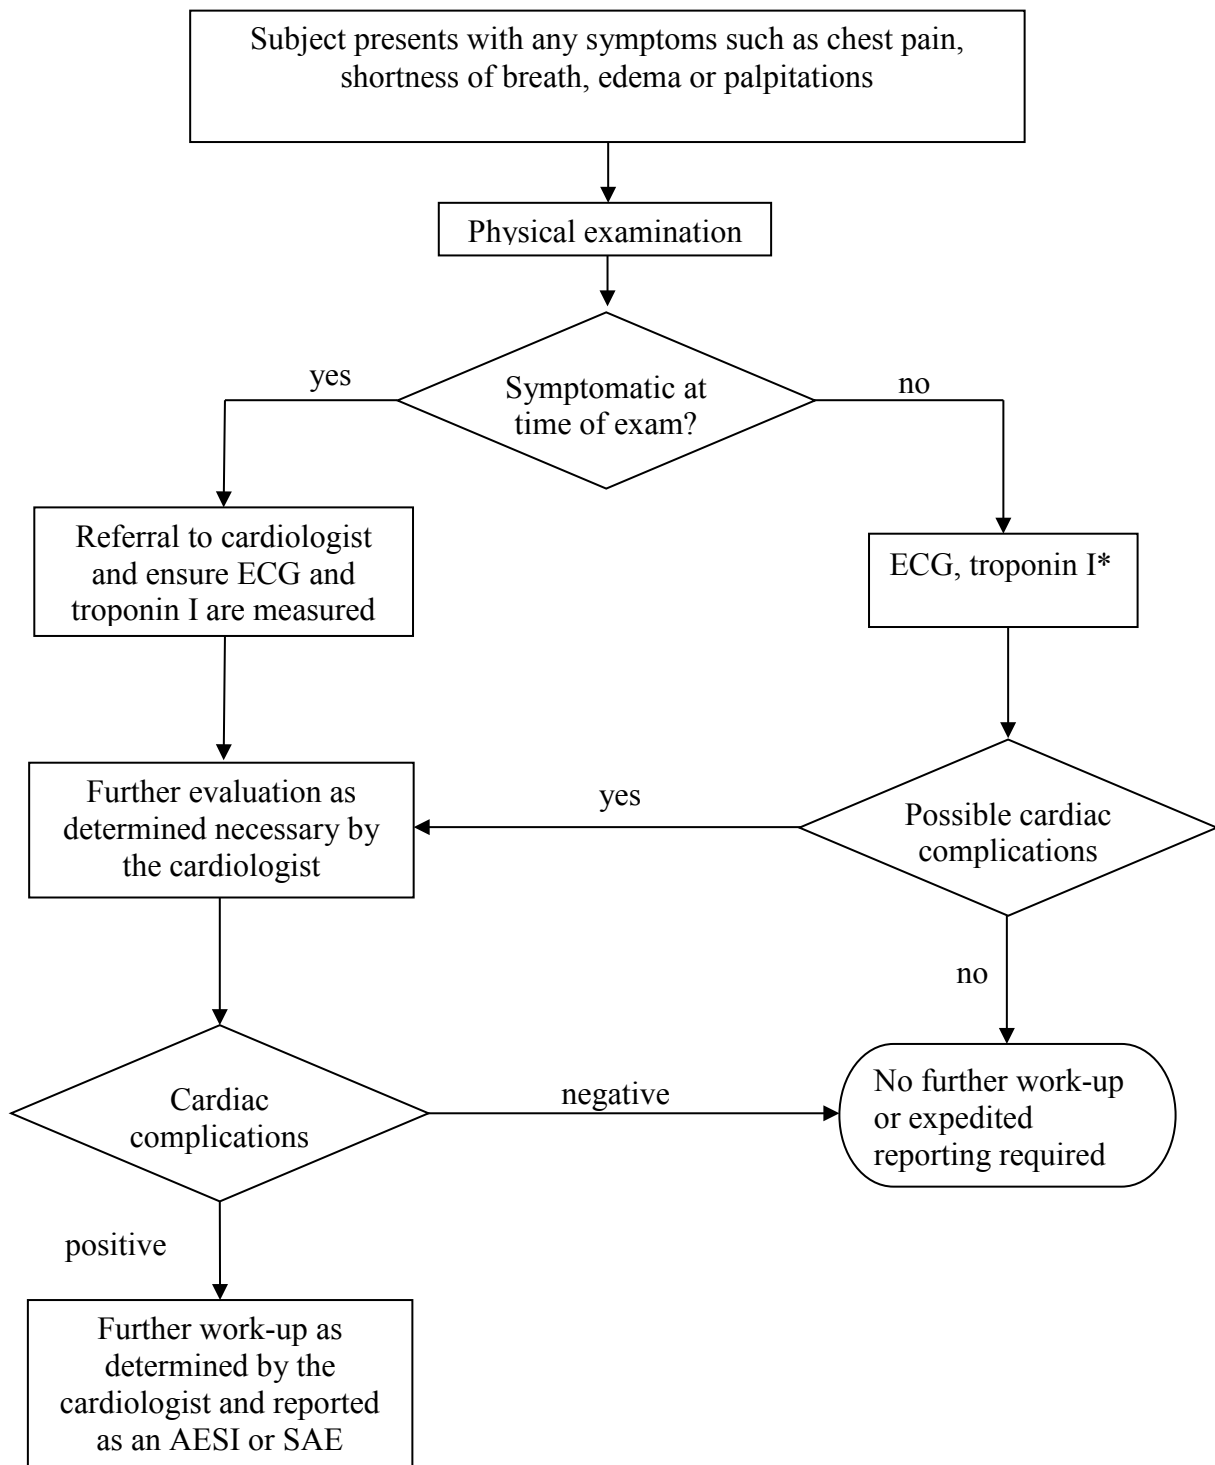 Subject presents with any symptoms such as chest pain,
shortness of breath, edema or palpitations
Physical examination
Symptomatic at
time of exam?
yes
no
Referral to cardiologist
and ensure ECG and
troponin I are measured
ECG, troponin I*
Further evaluation as
determined necessary by
the cardiologist
yes
Possible cardiac
complications
no
Cardiac
complications
negative
No further work-up
or expedited
reporting required
positive
Further work-up as
determined by the
cardiologist and reported
as an AESI or SAE